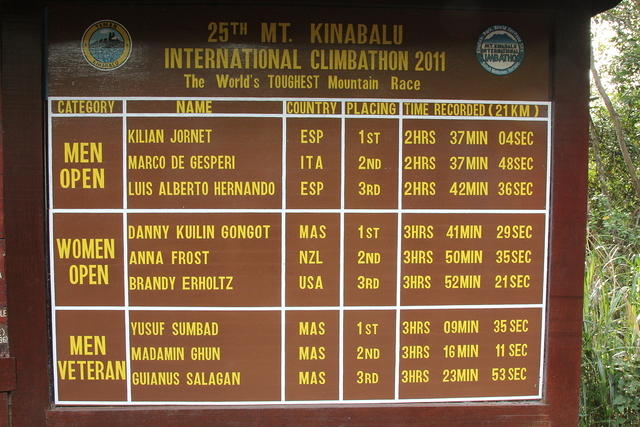 25TH MT. KINABALU
INTERNATIONAL CLIMBATHON 2011
The World's TOUGHEST Mountain Race
CATEGORY NAME COUNTRY PLACING TIME RECORDED (21KM)
MEN OPEN
KILIAN JORNET ESP 1ST 2HRS 37MIN 04SEC
MARCO DE GESPERI ITA 2ND 2HRS 37MIN 48SEC
LUIS ALBERTO HERNANDO ESP 3RD 2HRS 42MIN 36SEC
WOMEN OPEN
DANNY KUILIN GONGOT MAS 1ST 3HRS 41MIN 29SEC
ANNA FROST NZL 2ND 3HRS 50MIN 35SEC
BRANDY ERHOLTZ USA 3RD 3HRS 52MIN 21SEC
MEN VETERAN
YUSUF SUMBAD MAS 1ST 3HRS 09MIN 35SEC
MADAMIN GHUN MAS 2ND 3HRS 16MIN 11SEC
GUIANUS SALAGAN MAS 3RD 3HRS 23MIN 53SEC